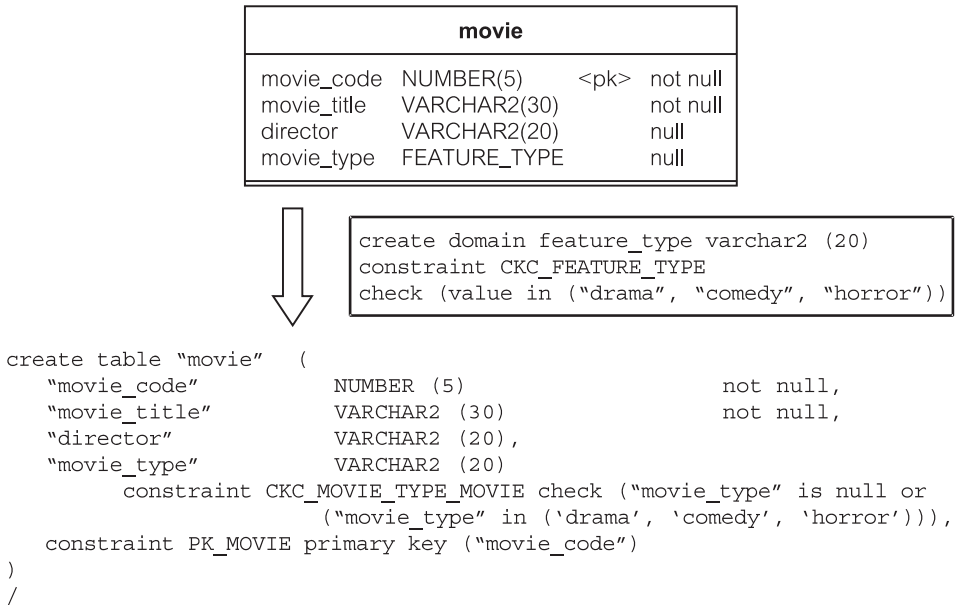 movie
movie_code NUMBER(5) <pk> not null
movie_title VARCHAR2(30) not null
director VARCHAR2(20) null
movie_type FEATURE_TYPE null
create domain feature_type varchar2 (20)
constraint CKC_FEATURE_TYPE
check (value in (“drama”, “comedy”, “horror”))
create table “movie” (
“movie_code” NUMBER (5) not null,
“movie_title” VARCHAR2 (30) not null,
“director” VARCHAR2 (20),
“movie_type” VARCHAR2 (20)
constraint CKC_MOVIE_TYPE_MOVIE check (“movie_type” is null or
(“movie_type” in (‘drama’, ‘comedy’, ‘horror’))),
constraint PK_MOVIE primary key (“movie_code”)
)
/